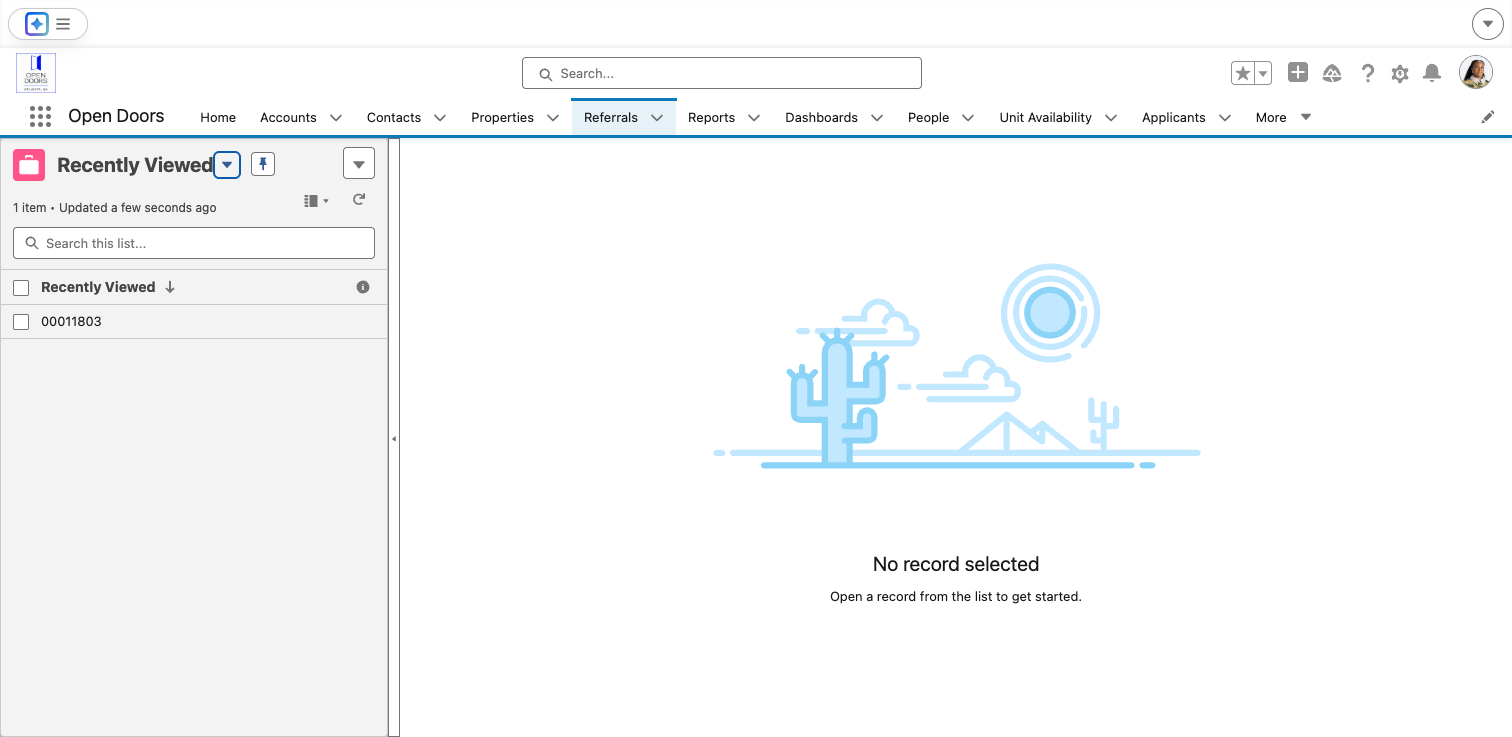 OPEN
DOORS
ATLANTA, GA
Search...
Open Doors
Home
Accounts
Contacts
Properties
Referrals
Reports
Dashboards
People
Unit Availability
Applicants
More
Recently Viewed
1 item • Updated a few seconds ago
Search this list...
Recently Viewed
00011803
No record selected
Open a record from the list to get started.